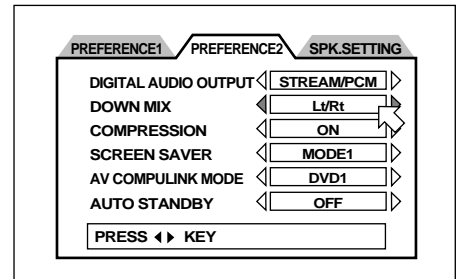 PREFERENCE1 PREFERENCE2 SPK.SETTING
DIGITAL AUDIO OUTPUT STREAM/PCM
DOWN MIX Lt/Rt
COMPRESSION ON
SCREEN SAVER MODE1
AV COMPULINK MODE DVD1
AUTO STANDBY OFF
PRESS ◂▸ KEY